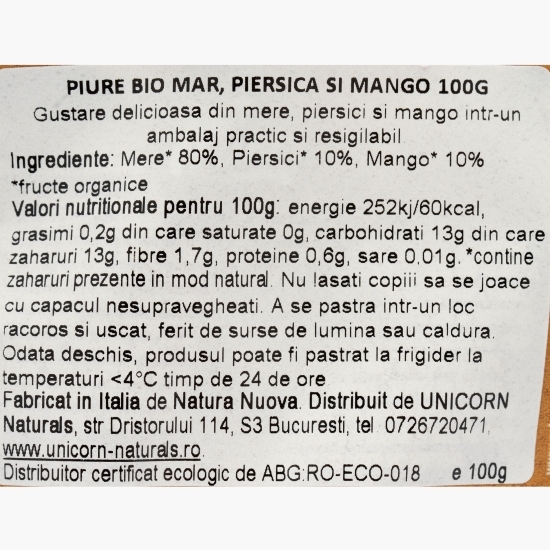 PIURE BIO MAR, PIERSICA SI MANGO 100G
Gustare delicioasa din mere, piersici si mango intr-un
ambalaj practic si resigilabil.
Ingrediente: Mere* 80%, Piersici* 10%, Mango* 10%
*fructe organice
Valori nutritionale pentru 100g: energie 252kj/60kcal,
grasimi 0,2g din care saturate 0g, carbohidrati 13g din care
zaharuri 13g, fibre 1,7g, proteine 0,6g, sare 0.01g. *contine
zaharuri prezente in mod natural. Nu lasati copiii sa se joace
cu capacul nesupravegheati. A se pastra intr-un loc
racoros si uscat, ferit de surse de lumina sau caldura.
Odata deschis, produsul poate fi pastrat la frigider la
temperaturi <4°C timp de 24 de ore
Fabricat in Italia de Natura Nuova. Distribuit de UNICORN
Naturals, str Dristorului 114, S3 Bucuresti, tel 0726720471,
www.unicorn-naturals.ro.
Distribuitor certificat ecologic de ABG:RO-ECO-018 e 100g